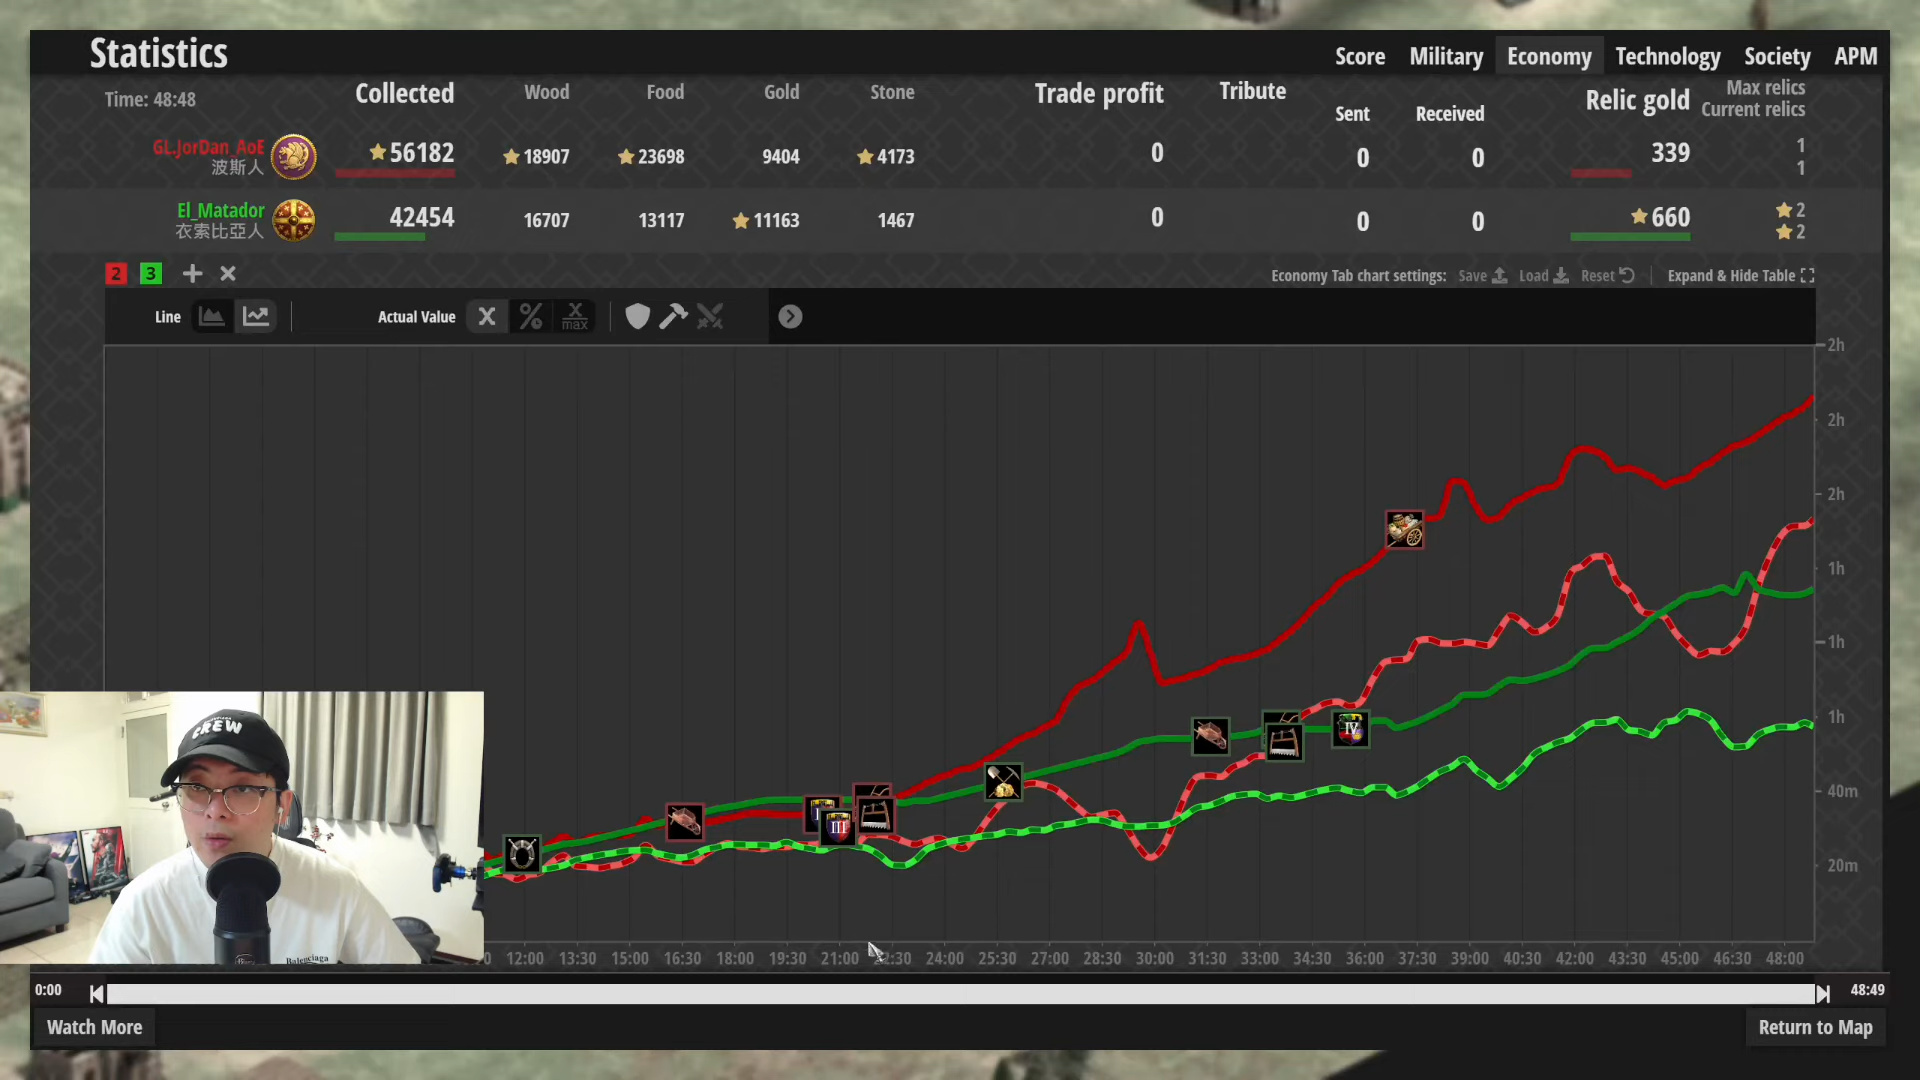 Statistics
Score Military Economy Technology Society APM
Time: 48:48
Collected Wood Food Gold Stone Trade profit Tribute Sent Received Relic gold Max relics
Current relics
GL.JorDan_AoE
波斯人
56182 18907 23698 9404 4173 0 0 0 339 1
1
El_Matador
衣索比亞人
42454 16707 13117 11163 1467 0 0 0 660 2
2
2 3
Economy Tab chart settings: Save Load Reset Expand & Hide Table
Line Actual Value X % X
max
2h
2h
2h
1h
1h
1h
40m
20m
IV
III
CREW
Balenciaga
12:00 13:30 15:00 16:30 18:00 19:30 21:00 22:30 24:00 25:30 27:00 28:30 30:00 31:30 33:00 34:30 36:00 37:30 39:00 40:30 42:00 43:30 45:00 46:30 48:00
0:00 48:49
Watch More Return to Map